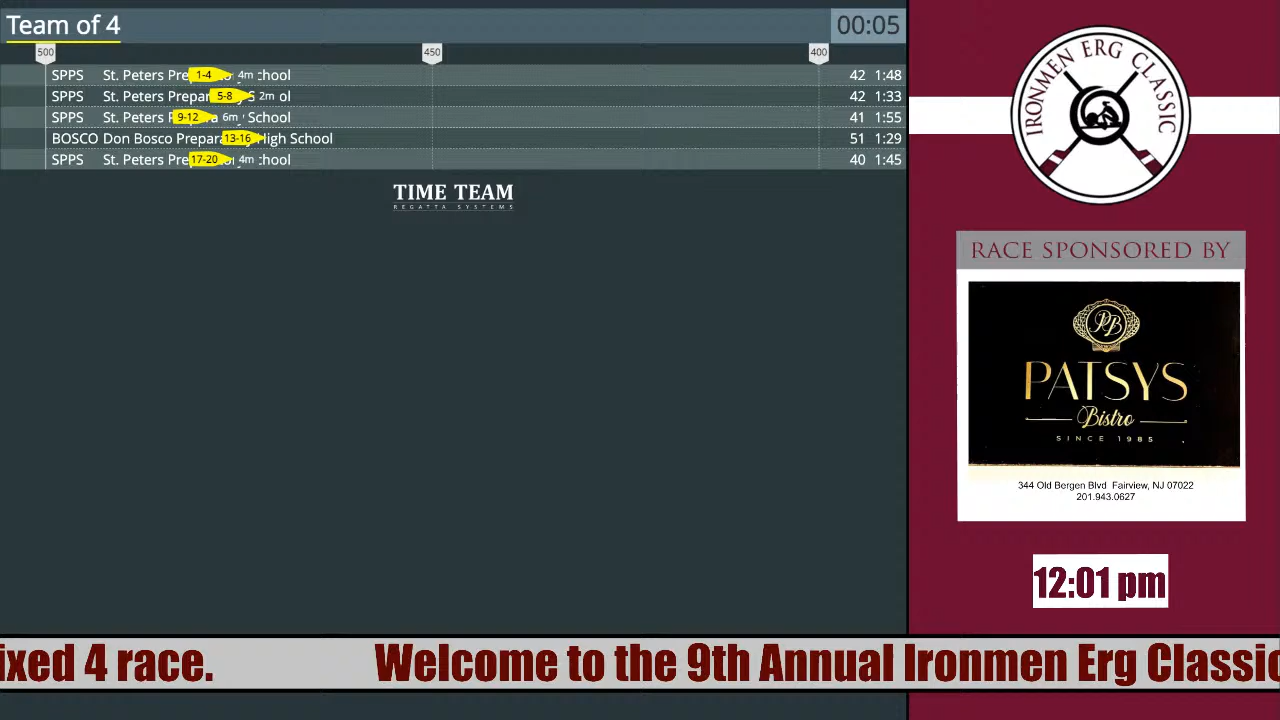 Team of 4
00:05
500 450 400
SPPS St. Peters Pre 1-4 4m chool 42 1:48
SPPS St. Peters Prepar 5-8 2m ol 42 1:33
SPPS St. Peters P 9-12 6m School 41 1:55
BOSCO Don Bosco Prepara 13-16 High School 51 1:29
SPPS St. Peters Pre 17-20 4m chool 40 1:45
TIME TEAM
REGATTA SYSTEMS
IRONMEN ERG CLASSIC
RACE SPONSORED BY
PB
PATSYS
Bistro
SINCE 1985
344 Old Bergen Blvd Fairview, NJ 07022
201.943.0627
12:01 pm
ixed 4 race. Welcome to the 9th Annual Ironmen Erg Classic